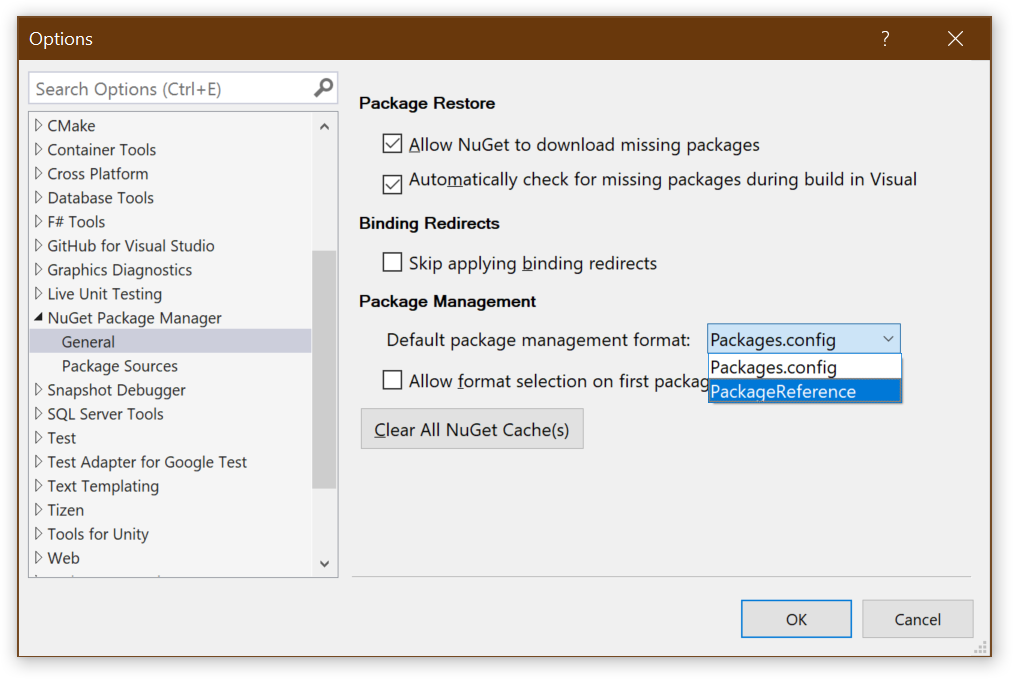 Options
?
Search Options (Ctrl+E)
CMake
Container Tools
Cross Platform
Database Tools
F# Tools
GitHub for Visual Studio
Graphics Diagnostics
Live Unit Testing
NuGet Package Manager
General
Package Sources
Snapshot Debugger
SQL Server Tools
Test
Test Adapter for Google Test
Text Templating
Tizen
Tools for Unity
Web
Package Restore
Allow NuGet to download missing packages
Automatically check for missing packages during build in Visual
Binding Redirects
Skip applying binding redirects
Package Management
Default package management format: Packages.config
Packages.config
PackageReference
Allow format selection on first packag
Clear All NuGet Cache(s)
OK
Cancel